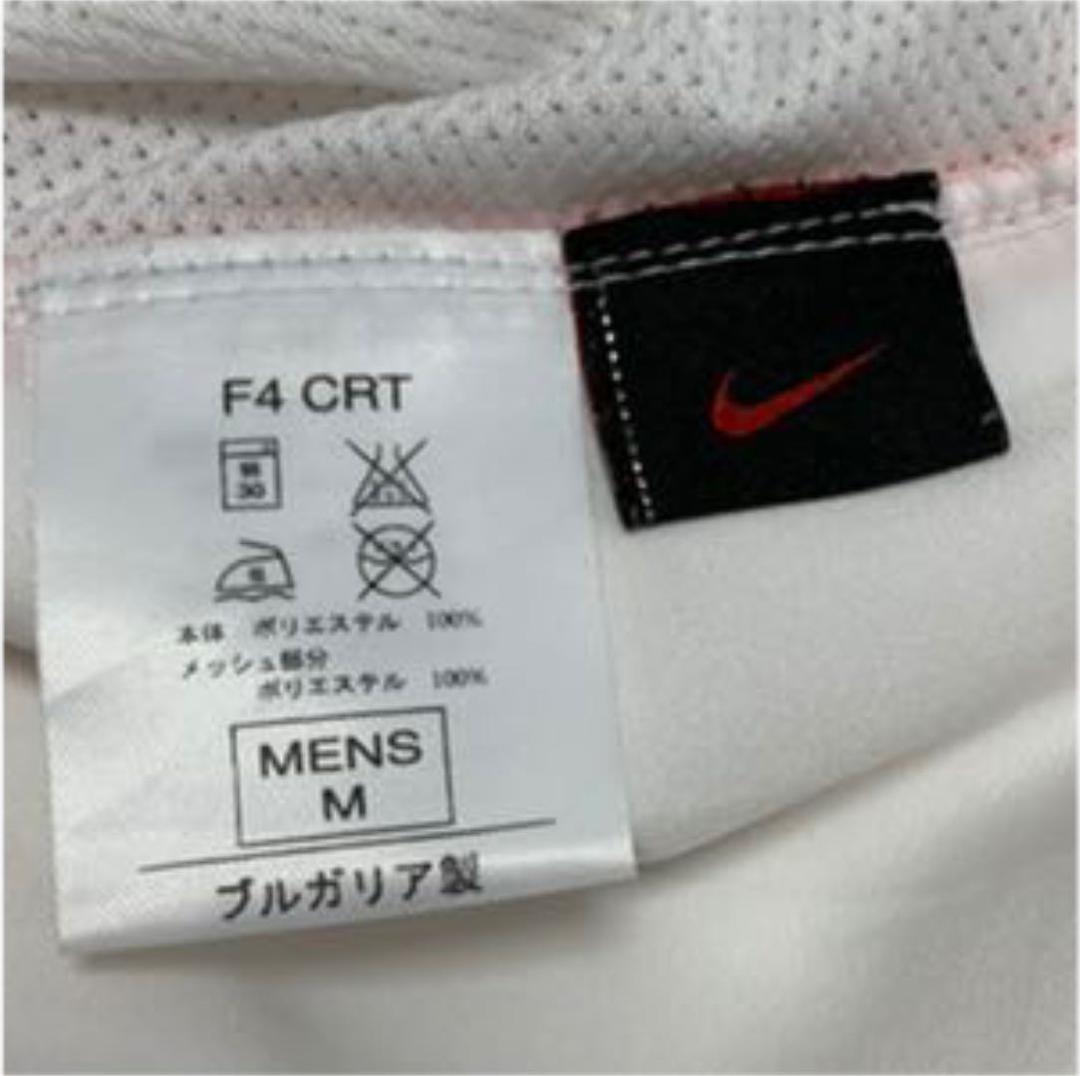 F4 CRT
30
本体 ポリエステル 100%
メッシュ部分
ポリエステル 100%
MENS
M
ブルガリア製